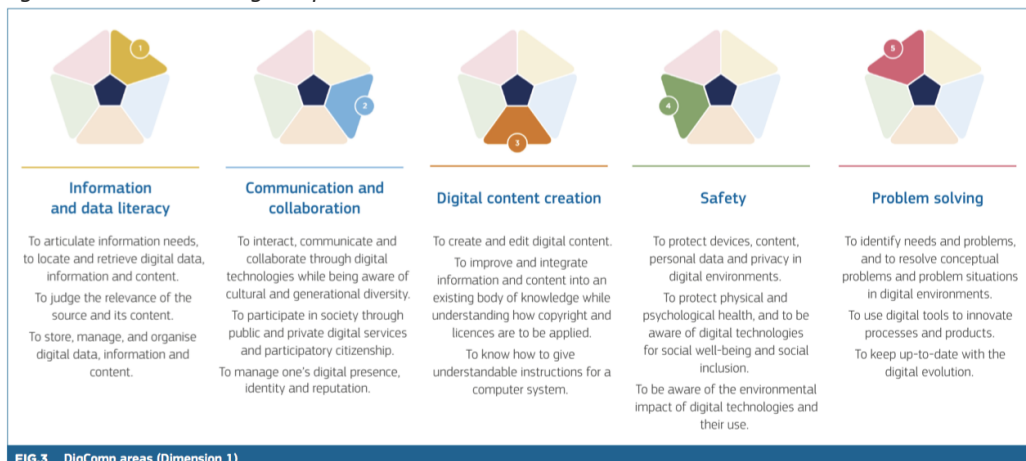 1
Information
and data literacy
To articulate information needs,
to locate and retrieve digital data,
information and content.
To judge the relevance of the
source and its content.
To store, manage, and organise
digital data, information and
content.
2
Communication and
collaboration
To interact, communicate and
collaborate through digital
technologies while being aware of
cultural and generational diversity.
To participate in society through
public and private digital services
and participatory citizenship.
To manage one's digital presence,
identity and reputation.
3
Digital content creation
To create and edit digital content.
To improve and integrate
information and content into an
existing body of knowledge while
understanding how copyright and
licences are to be applied.
To know how to give
understandable instructions for a
computer system.
4
Safety
To protect devices, content,
personal data and privacy in
digital environments.
To protect physical and
psychological health, and to be
aware of digital technologies
for social well-being and social
inclusion.
To be aware of the environmental
impact of digital technologies and
their use.
5
Problem solving
To identify needs and problems,
and to resolve conceptual
problems and problem situations
in digital environments.
To use digital tools to innovate
processes and products.
To keep up-to-date with the
digital evolution.
FIG 3. DigComp areas (Dimension 1)